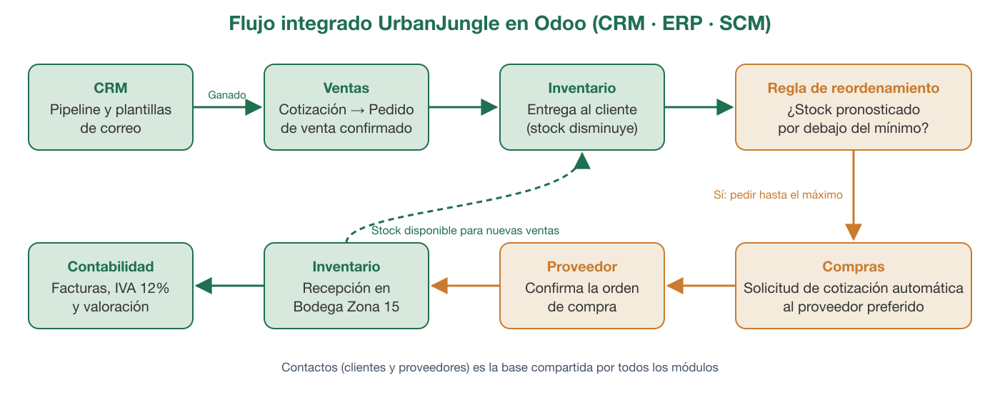 Flujo integrado UrbanJungle en Odoo (CRM · ERP · SCM)
CRM
Pipeline y plantillas
de correo
Ganado
Ventas
Cotización → Pedido
de venta confirmado
Inventario
Entrega al cliente
(stock disminuye)
Regla de reordenamiento
¿Stock pronosticado
por debajo del mínimo?
Sí: pedir hasta el máximo
Stock disponible para nuevas ventas
Contabilidad
Facturas, IVA 12%
y valoración
Inventario
Recepción en
Bodega Zona 15
Proveedor
Confirma la orden
de compra
Compras
Solicitud de cotización automática
al proveedor preferido
Contactos (clientes y proveedores) es la base compartida por todos los módulos